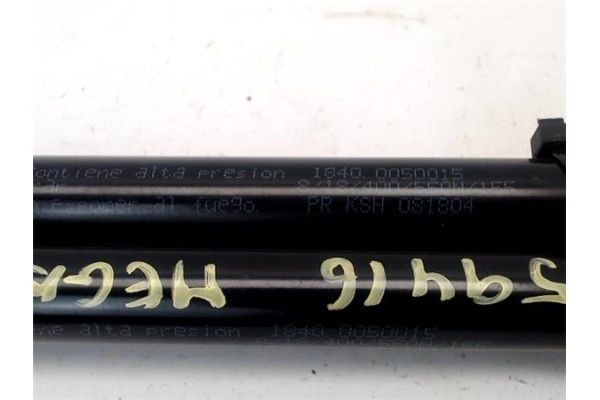 contiene alta presion 1840 0050015
8/18/400/550N/155
exponer al fuego. PR KSH 081804
59416 MEGA
alta presion 1840 0050015